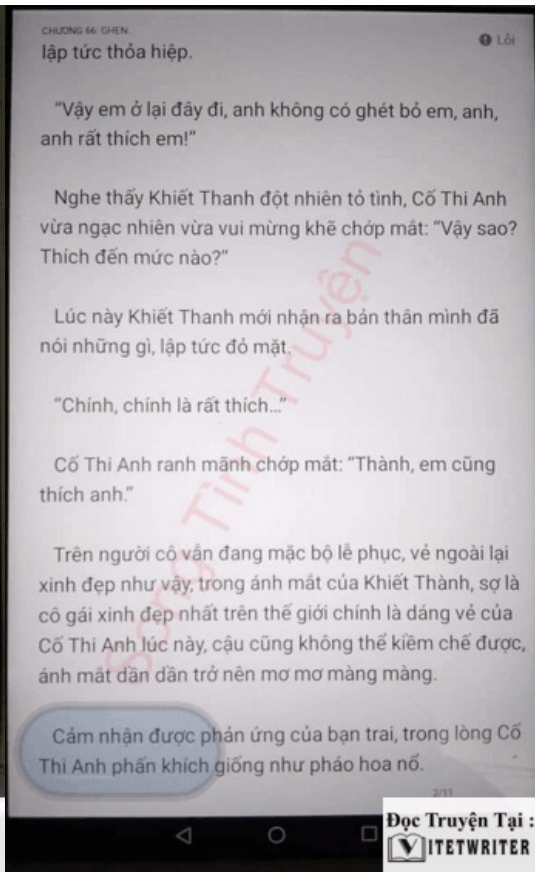 CHƯƠNG 66: GHEN.
Lỗi
lập tức thỏa hiệp.
"Vậy em ở lại đây đi, anh không có ghét bỏ em, anh,
anh rất thích em!"
Nghe thấy Khiết Thanh đột nhiên tỏ tình, Cố Thi Anh
vừa ngạc nhiên vừa vui mừng khẽ chớp mắt: "Vậy sao?
Thích đến mức nào?"
Lúc này Khiết Thanh mới nhận ra bản thân mình đã
nói những gì, lập tức đỏ mặt.
"Chính, chính là rất thích..."
Cố Thi Anh ranh mãnh chớp mắt: "Thành, em cũng
thích anh."
Trên người cô vẫn đang mặc bộ lễ phục, vẻ ngoài lại
xinh đẹp như vậy, trong ánh mắt của Khiết Thành, sợ là
cô gái xinh đẹp nhất trên thế giới chính là dáng vẻ của
Cố Thi Anh lúc này, cậu cũng không thể kiềm chế được,
ánh mắt dần dần trở nên mơ mơ màng màng.
Cảm nhận được phản ứng của bạn trai, trong lòng Cố
Thi Anh phấn khích giống như pháo hoa nổ.
2/11
Sóng Tình Truyện
Đọc Truyện Tại :
VITETWRITER